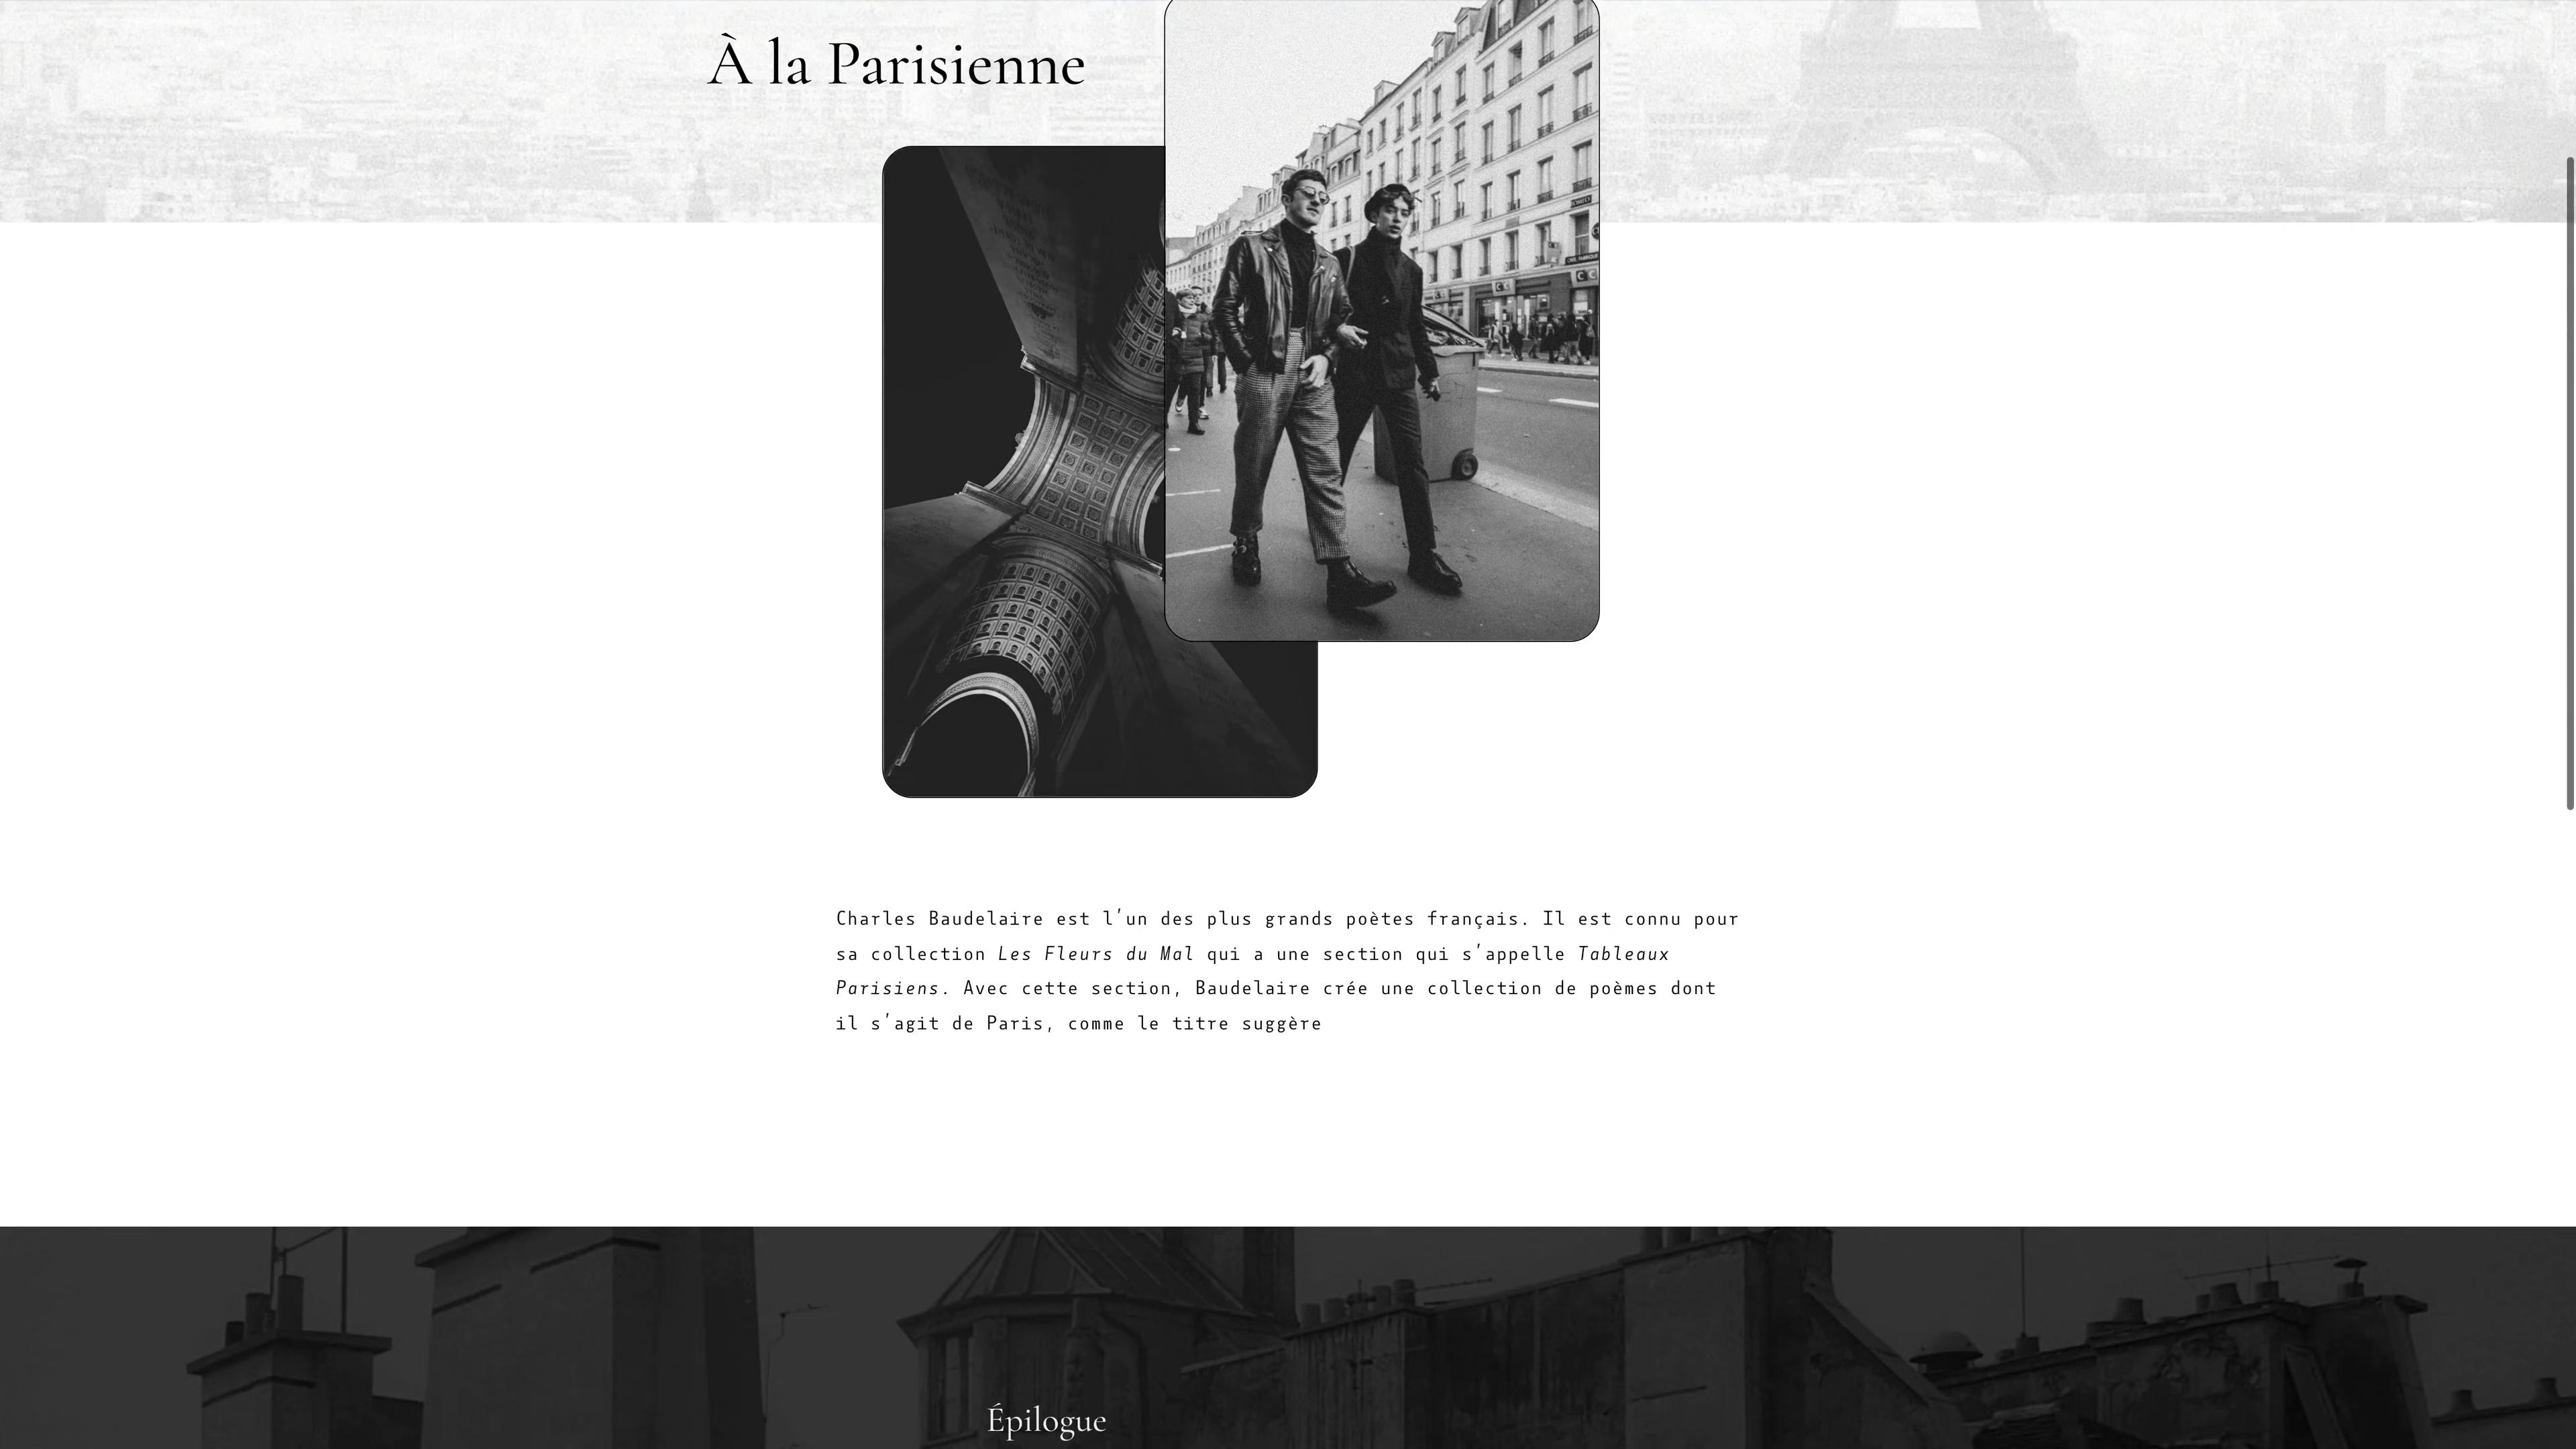 À la Parisienne
Charles Baudelaire est l'un des plus grands poètes français. Il est connu pour
sa collection Les Fleurs du Mal qui a une section qui s'appelle Tableaux
Parisiens. Avec cette section, Baudelaire crée une collection de poèmes dont
il s'agit de Paris, comme le titre suggère
Épilogue